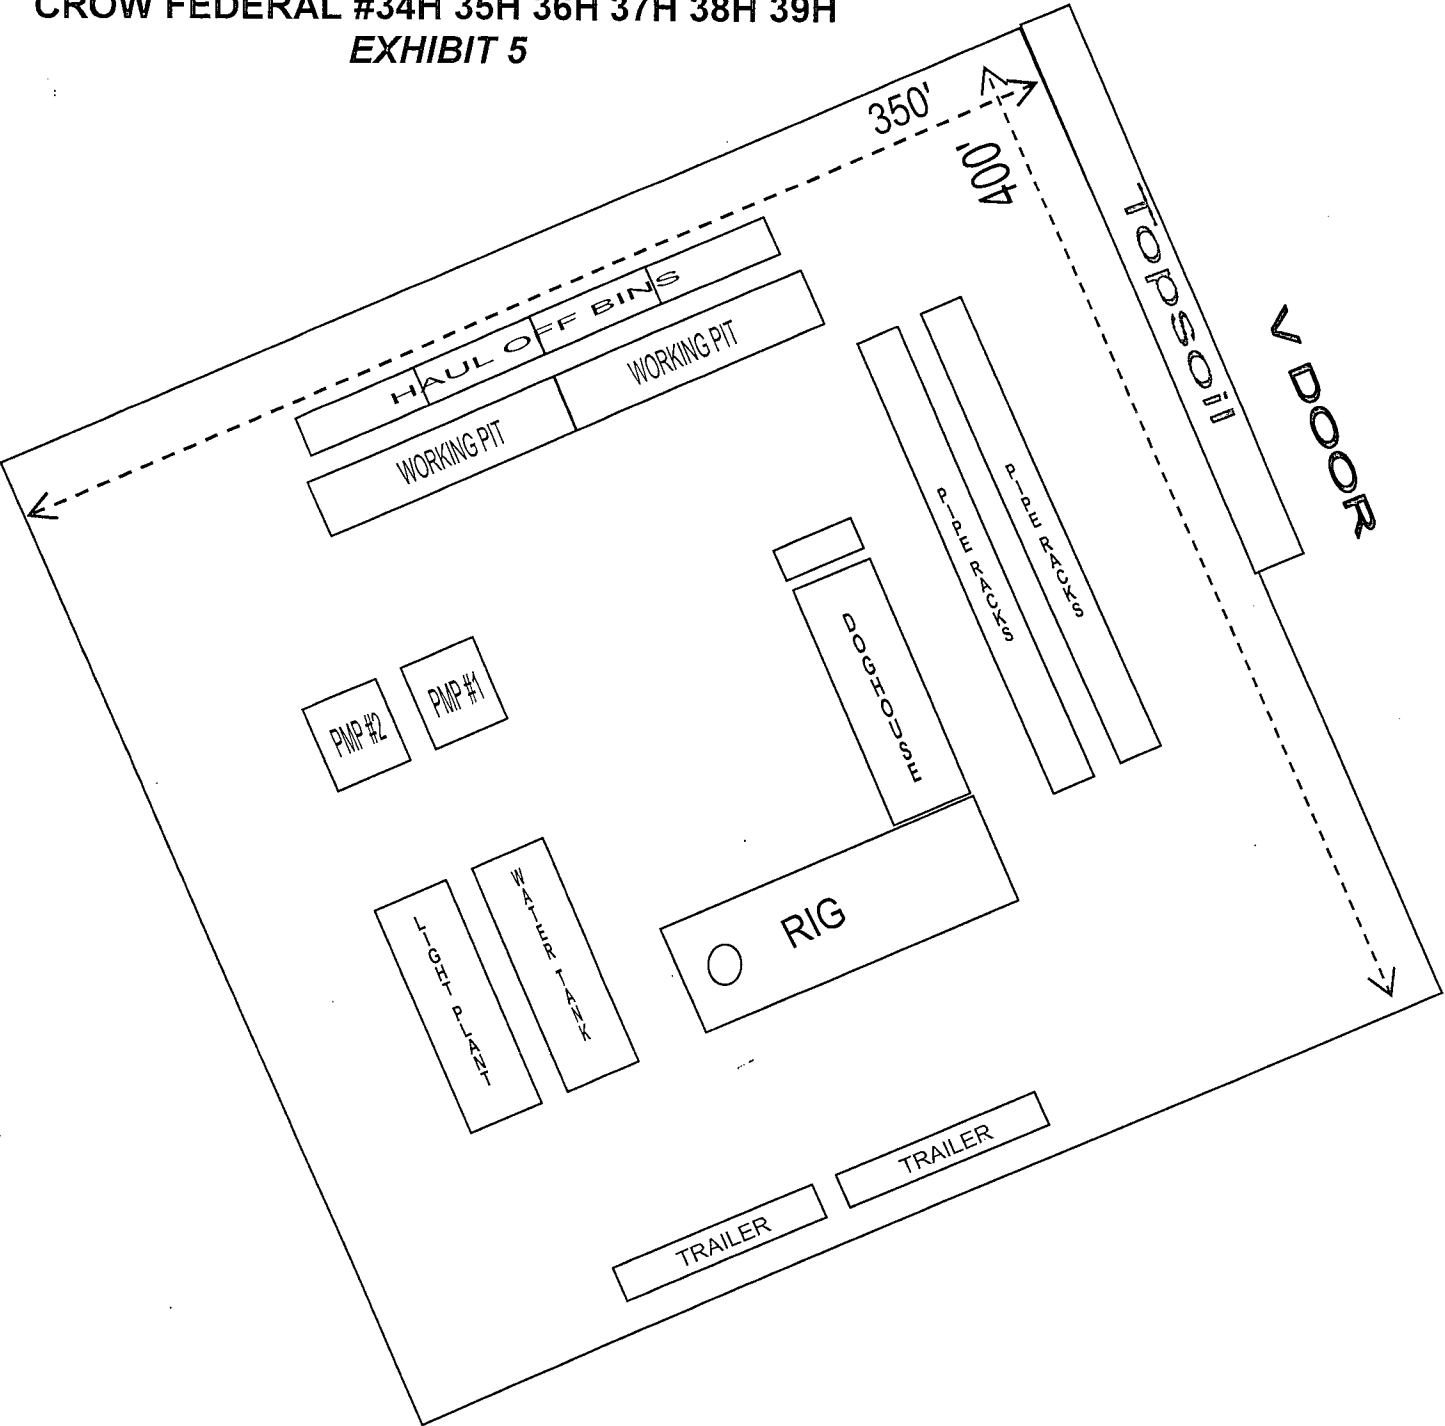 CROW FEDERAL #34H 35H 36H 37H 38H 39H
EXHIBIT 5
350'
400'
Topsoil
V DOOR
HAUL OFF BINS
WORKING PIT
WORKING PIT
PIPE RACKS
PIPE RACKS
DOGHOUSE
PMP #1
PMP #2
RIG
WATER TANK
LIGHT PLANT
TRAILER
TRAILER